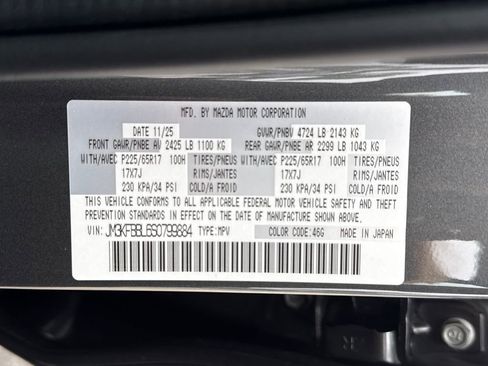 MFD. BY MAZDA MOTOR CORPORATION
DATE 11/25 GVWR/PNBV 4724 LB 2143 KG
FRONT GAWR/PNBE AV 2425 LB 1100 KG REAR GAWR/PNBE AR 2299 LB 1043 KG
WITH/AVEC P225/65R17 100H TIRES/PNEUS WITH/AVEC P225/65R17 100H TIRES/PNEUS
17X7J RIMS/JANTES 17X7J RIMS/JANTES
230 KPA/34 PSI COLD/A FROID 230 KPA/34 PSI COLD/A FROID
THIS VEHICLE CONFORMS TO ALL APPLICABLE FEDERAL MOTOR VEHICLE SAFETY AND THEFT
PREVENTION STANDARDS IN EFFECT ON THE DATE OF MANUFACTURE SHOWN ABOVE.
VIN: JM3KFBBL6S0799884 TYPE:MPV COLOR CODE:46G MADE IN JAPAN